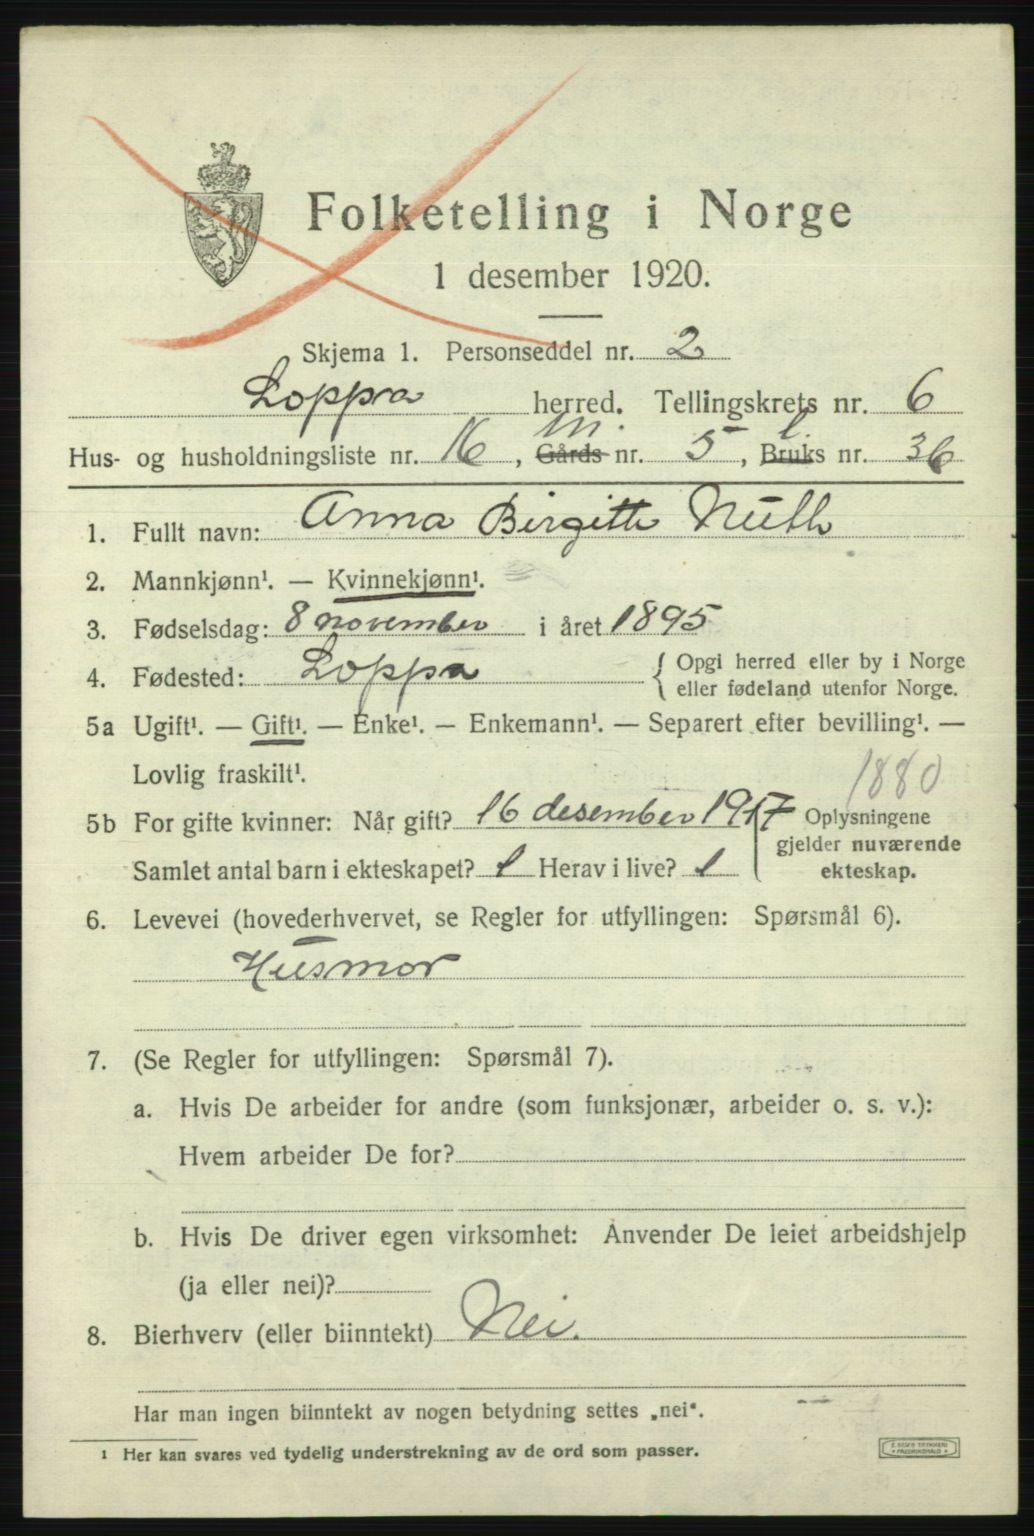 Folketelling i Norge
1 desember 1920.
Skjema 1. Personseddel nr. 2
Loppa herred. Tellingskrets nr. 6
m. l.
Hus- og husholdningsliste nr. 16, Gårds nr. 5, Bruks nr. 36
1. Fullt navn: Anna Birgitte Muth
2. Mannkjønn¹. — Kvinnekjønn¹.
3. Fødselsdag: 8 november i året 1895
4. Fødested: Loppa { Opgi herred eller by i Norge
eller fødeland utenfor Norge.
5a Ugift¹. — Gift¹. — Enke¹. — Enkemann¹. — Separert efter bevilling¹. —
Lovlig fraskilt¹.
1880
5b For gifte kvinner: Når gift? 16 desember 1917 Oplysningene
gjelder nuværende
Samlet antal barn i ekteskapet? 1 Herav i live? 1 ekteskap.
6. Levevei (hovederhvervet, se Regler for utfyllingen: Spørsmål 6).
Husmor
7. (Se Regler for utfyllingen: Spørsmål 7).
a. Hvis De arbeider for andre (som funksjonær, arbeider o. s. v.):
Hvem arbeider De for?
b. Hvis De driver egen virksomhet: Anvender De leiet arbeidshjelp
(ja eller nei)?
8. Bierhverv (eller biinntekt) Nei.
Har man ingen biinntekt av nogen betydning settes „nei“.
¹ Her kan svares ved tydelig understrekning av de ord som passer.